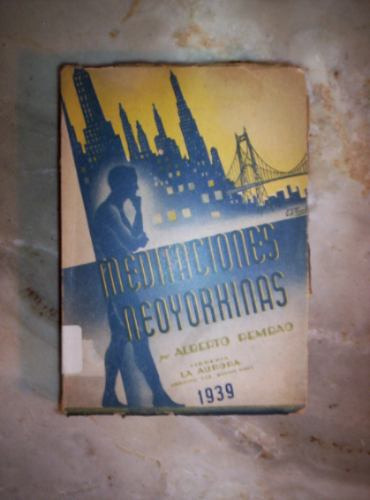 MEDITACIONES
NEOYORKINAS
por ALBERTO REMBAO
LIBRERIA
LA AURORA
1939